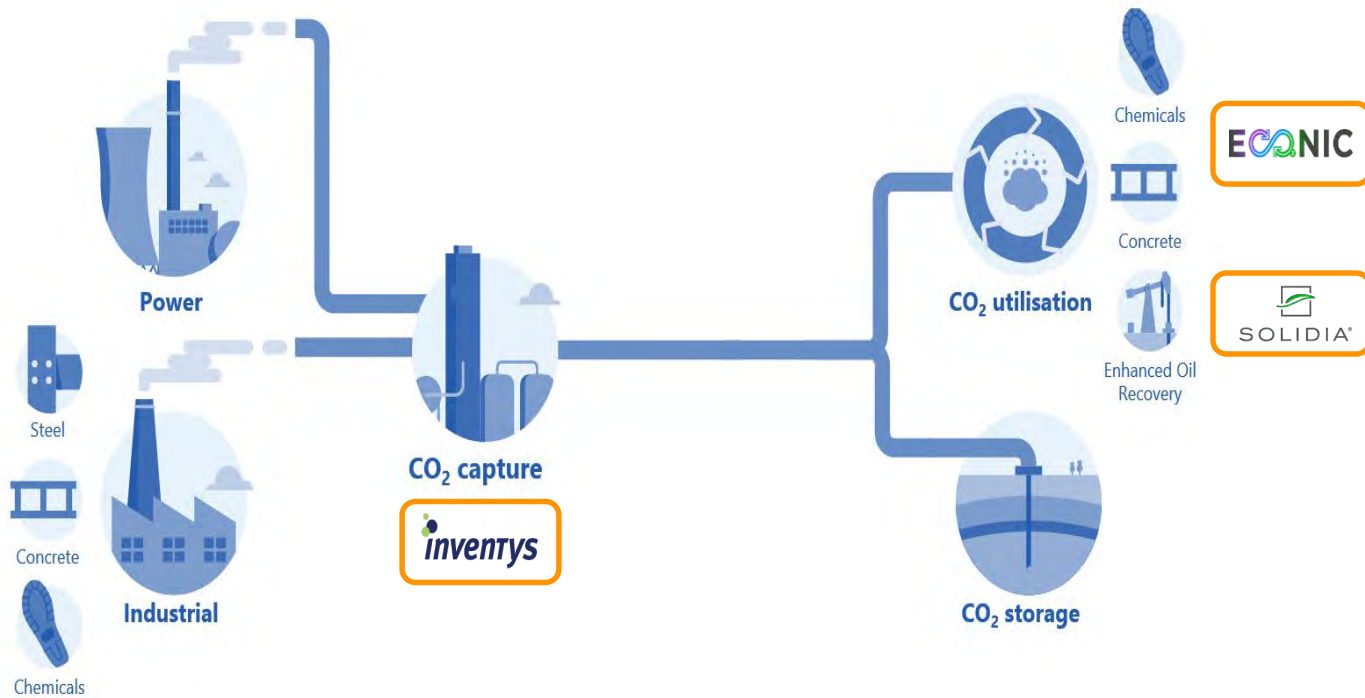 Power
Steel
Concrete
Chemicals
Industrial
CO₂ capture
inventys
CO₂ utilisation
Chemicals
Concrete
Enhanced Oil
Recovery
ECONIC
SOLIDIA®
CO₂ storage